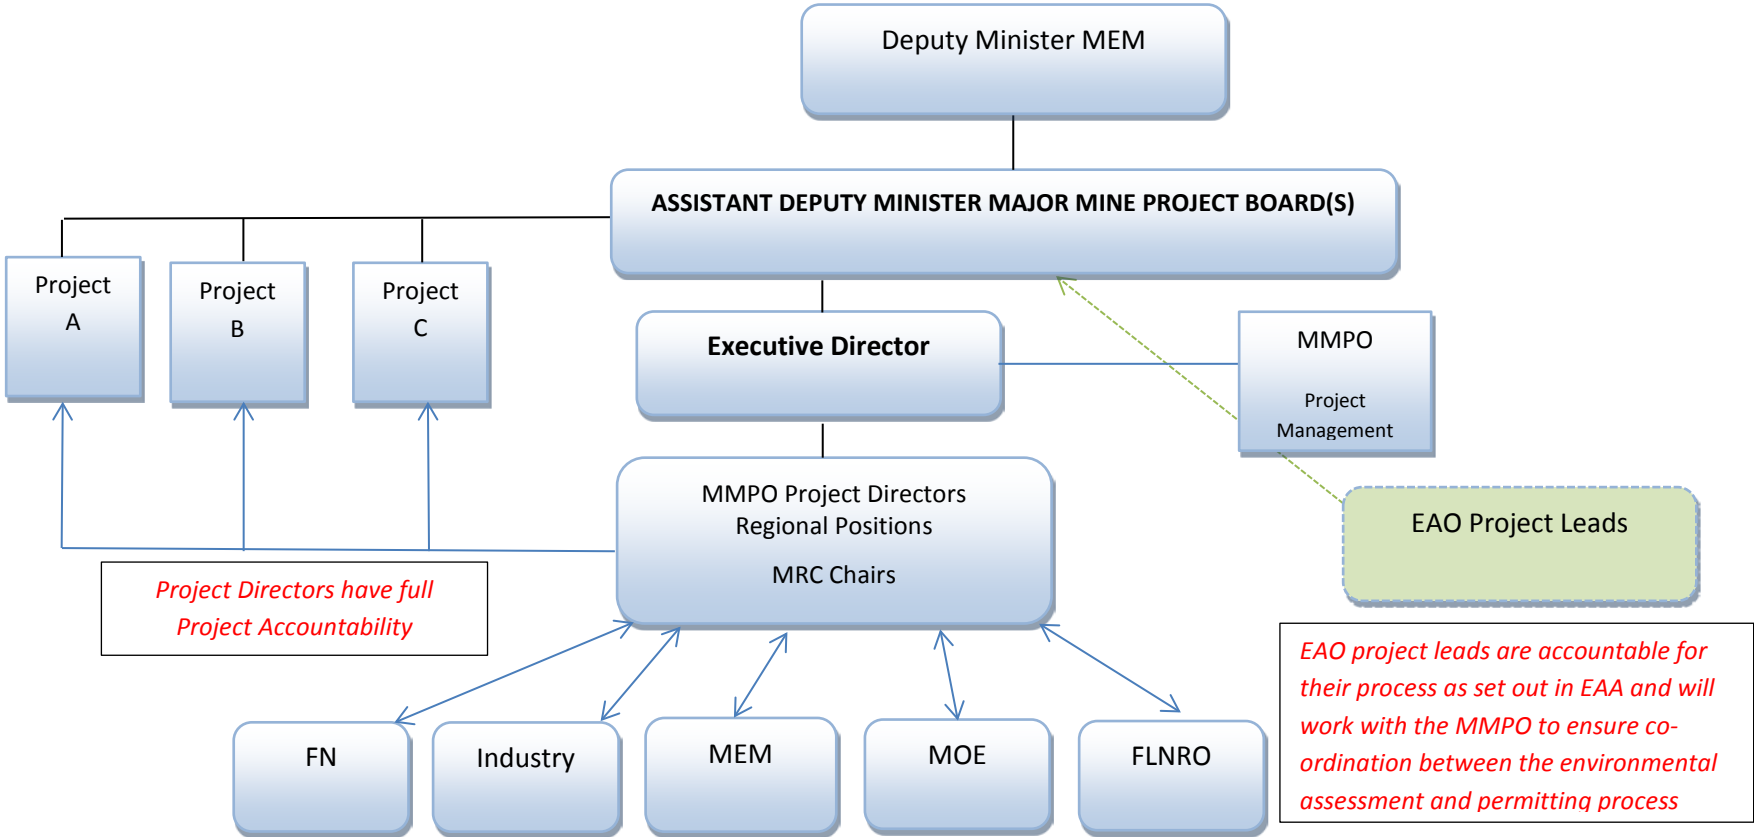 Deputy Minister MEM
ASSISTANT DEPUTY MINISTER MAJOR MINE PROJECT BOARD(S)
Project
A
Project
B
Project
C
Executive Director
MMPO
Project
Management
MMPO Project Directors
Regional Positions
MRC Chairs
EAO Project Leads
Project Directors have full
Project Accountability
EAO project leads are accountable for
their process as set out in EAA and will
work with the MMPO to ensure co-
ordination between the environmental
assessment and permitting process
FN
Industry
MEM
MOE
FLNRO